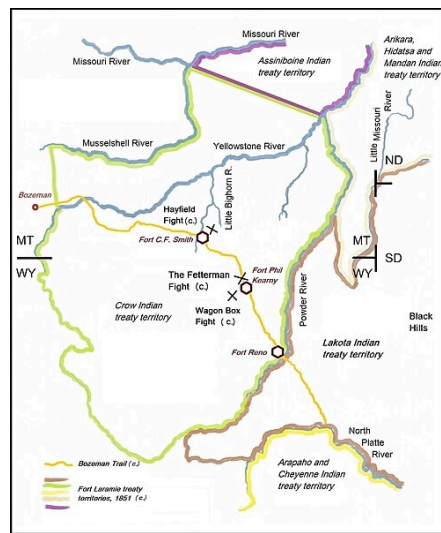 Missouri River
Missouri River
Assiniboine Indian
treaty territory
Arikara,
Hidatsa and
Mandan Indian
treaty territory
Little Missouri
River
Musselshell River
Yellowstone River
ND
Bozeman
Hayfield
Fight (c.)
Little Bighorn R.
Fort C.F. Smith
MT
WY
MT
WY
SD
The Fetterman
Fight (c.)
Fort Phil
Kearny
Wagon Box
Fight (c.)
Crow Indian
treaty territory
Powder River
Black
Hills
Lakota Indian
treaty territory
Fort Reno
North
Platte
River
Bozeman Trail (c.)
Fort Laramie treaty
territories, 1851 (c.)
Arapaho and
Cheyenne Indian
treaty territory